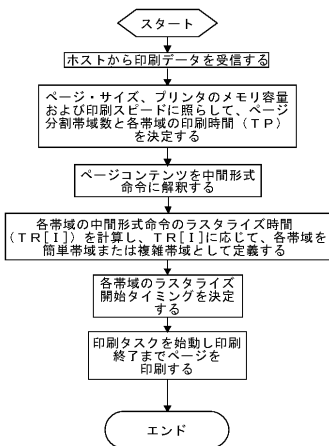 スタート
ホストから印刷データを受信する
ページ・サイズ、プリンタのメモリ容量
および印刷スピードに照らして、ページ
分割帯域数と各帯域の印刷時間(TP)
を決定する
ページコンテンツを中間形式
命令に解釈する
各帯域の中間形式命令のラスタライズ時間
(TR[I])を計算し、TR[I]に応じて、各帯域を
簡単帯域または複雑帯域として定義する
各帯域のラスタライズ
開始タイミングを決定
する
印刷タスクを始動し印刷
終了までページを
印刷する
エンド